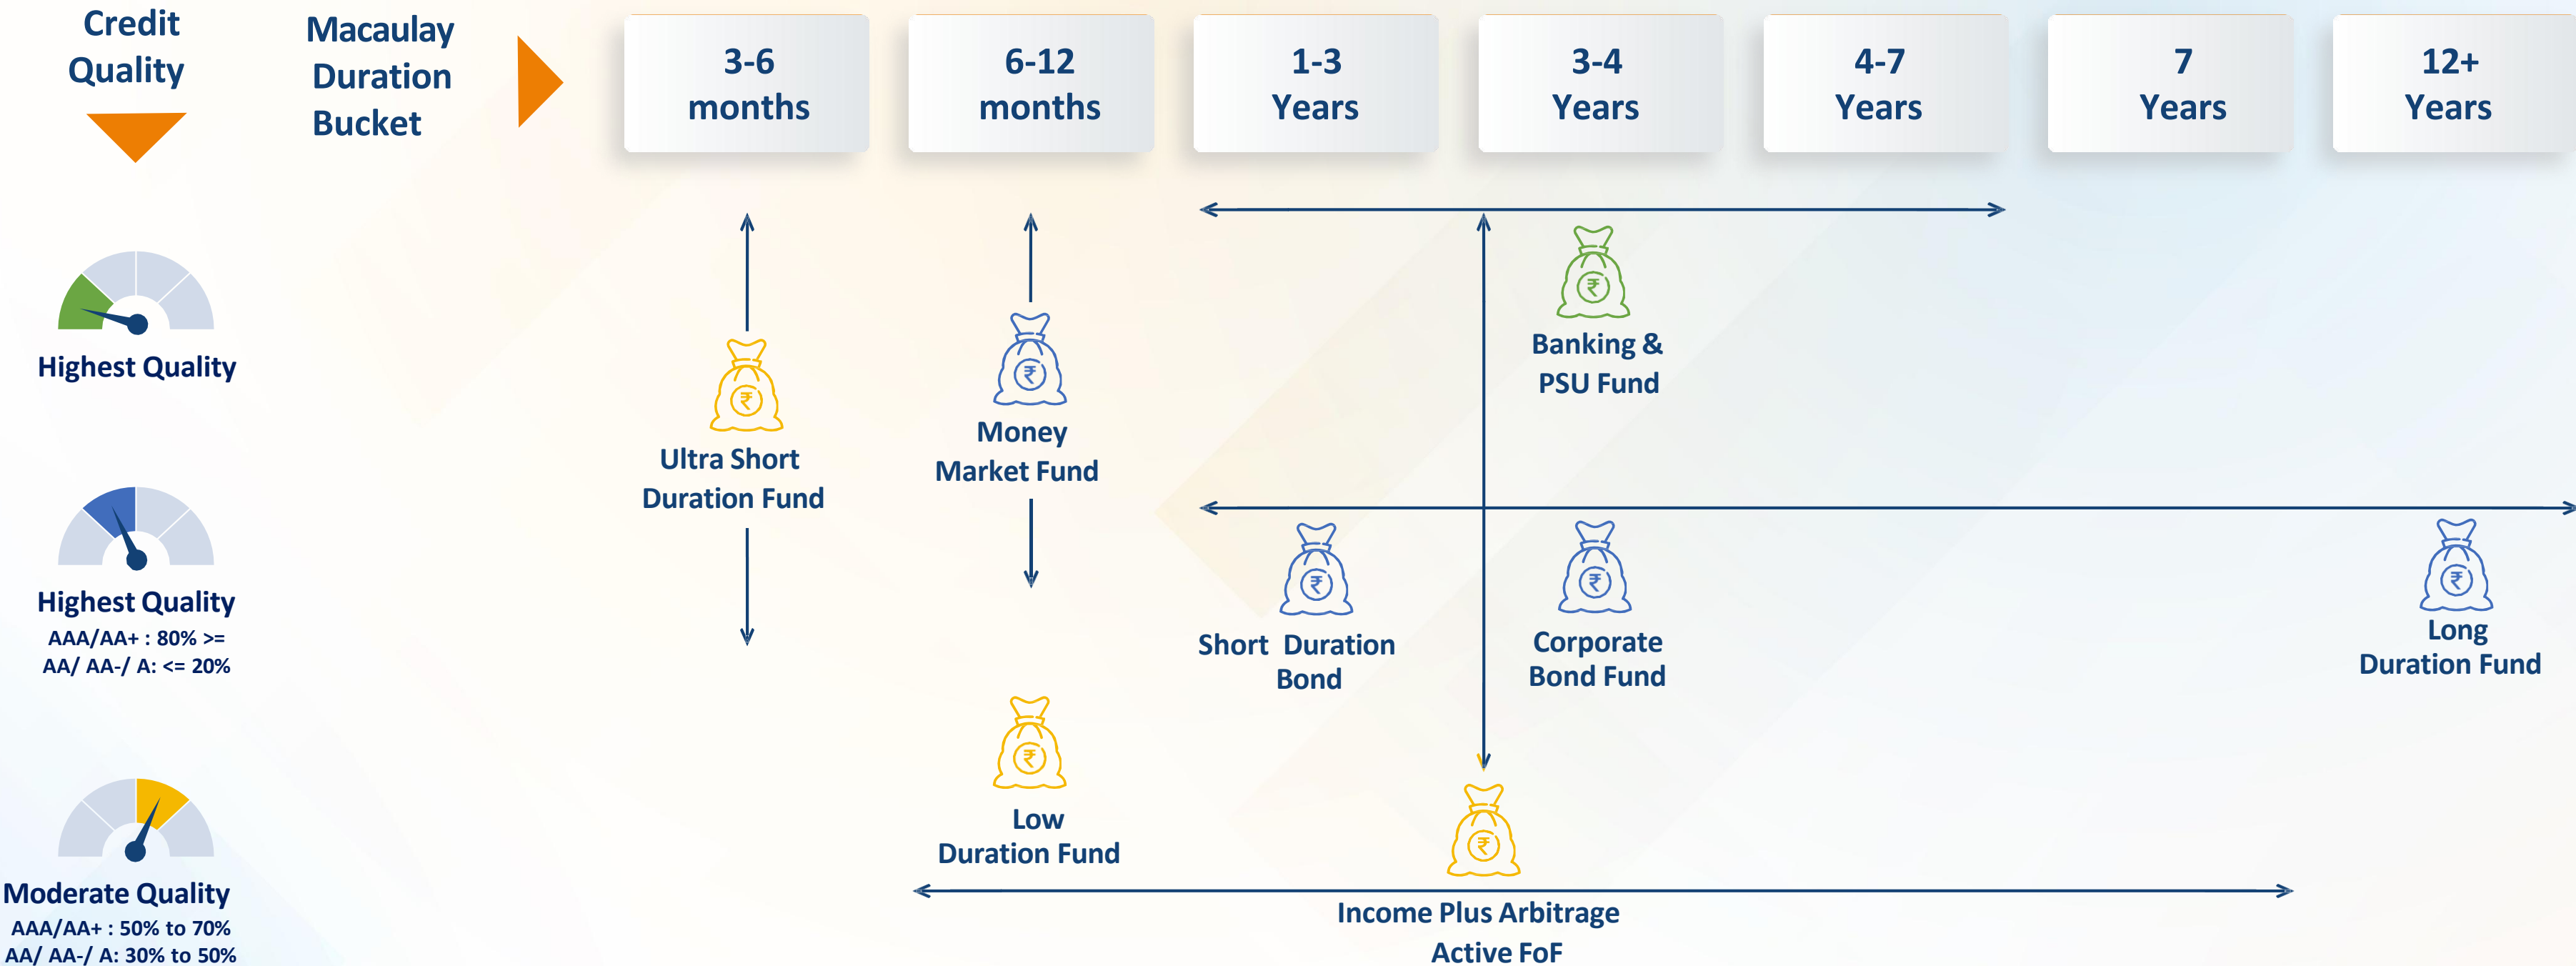 Credit
Quality
Macaulay
Duration
Bucket
3-6
months
6-12
months
1-3
Years
3-4
Years
4-7
Years
7
Years
12+
Years
Highest Quality
Highest Quality
AAA/AA+ : 80% >=
AA/ AA-/ A: <= 20%
Moderate Quality
AAA/AA+ : 50% to 70%
AA/ AA-/ A: 30% to 50%
₹
Ultra Short
Duration Fund
₹
Money
Market Fund
₹
Banking &
PSU Fund
₹
Short Duration
Bond
₹
Corporate
Bond Fund
₹
Long
Duration Fund
₹
Low
Duration Fund
₹
Income Plus Arbitrage
Active FoF